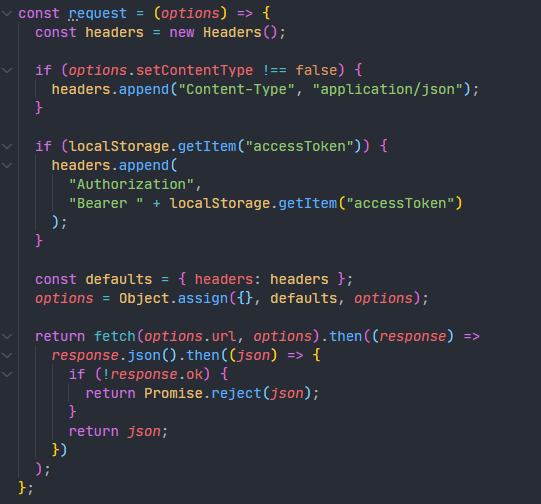 const request = (options) => {
  const headers = new Headers();

  if (options.setContentType !== false) {
    headers.append("Content-Type", "application/json");
  }

  if (localStorage.getItem("accessToken")) {
    headers.append(
      "Authorization",
      "Bearer " + localStorage.getItem("accessToken")
    );
  }

  const defaults = { headers: headers };
  options = Object.assign({}, defaults, options);

  return fetch(options.url, options).then((response) =>
    response.json().then((json) => {
      if (!response.ok) {
        return Promise.reject(json);
      }
      return json;
    })
  );
};